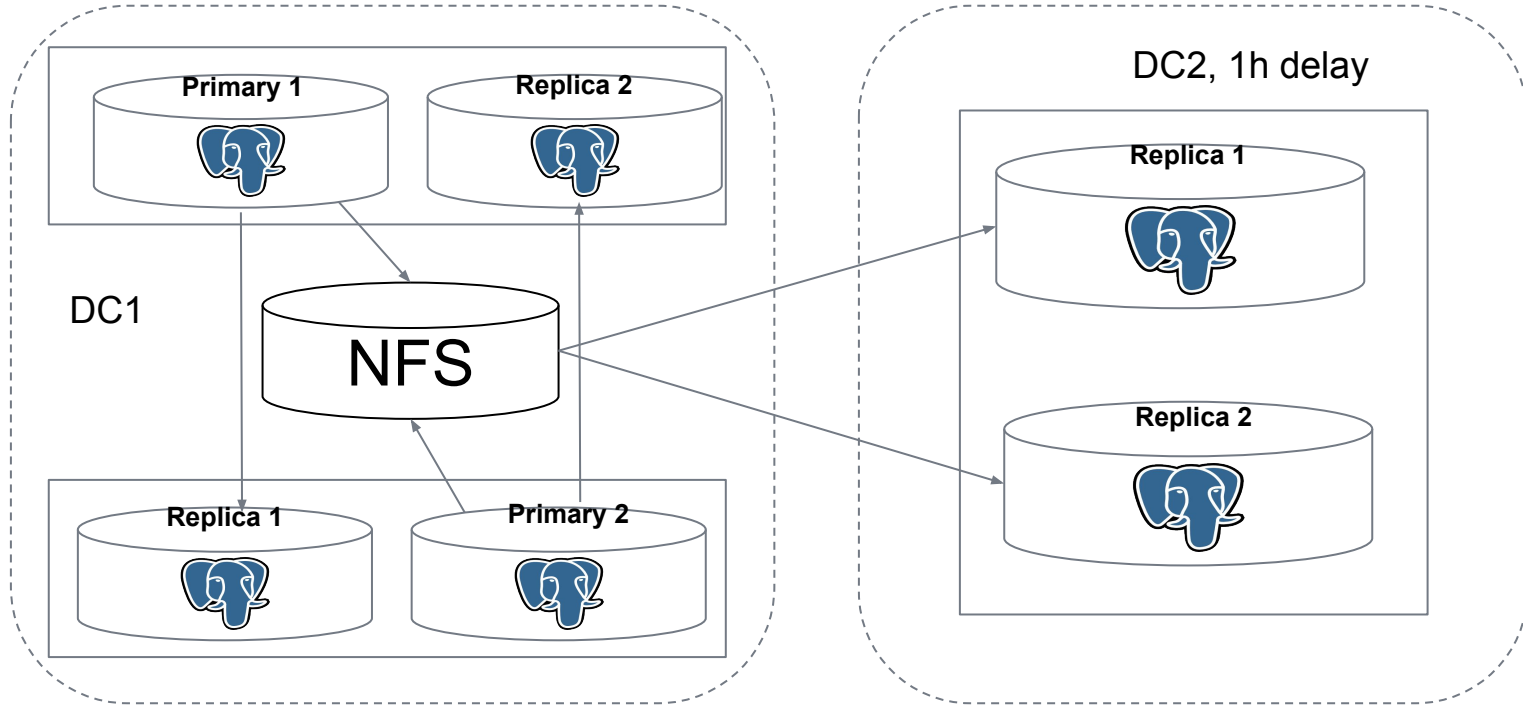 Primary 1
Replica 2
DC1
NFS
Replica 1
Primary 2
DC2, 1h delay
Replica 1
Replica 2